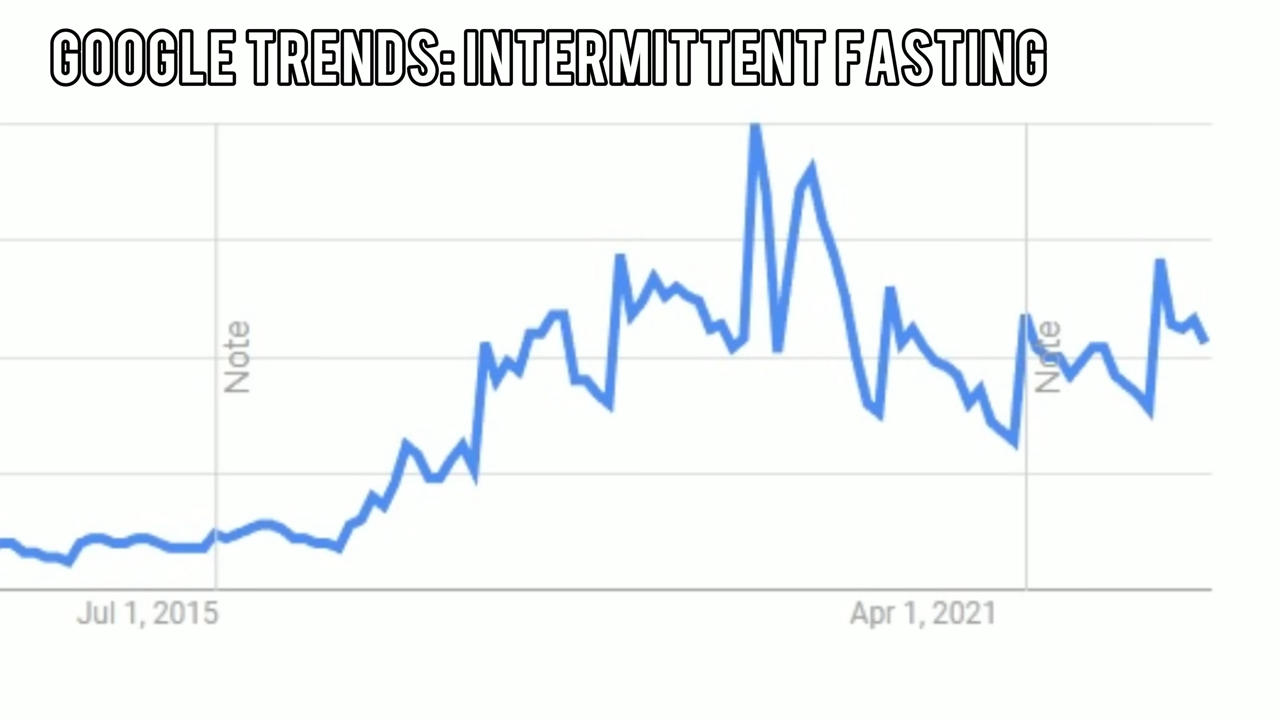 GOOGLE TRENDS: INTERMITTENT FASTING
Note
Note
Jul 1, 2015
Apr 1, 2021